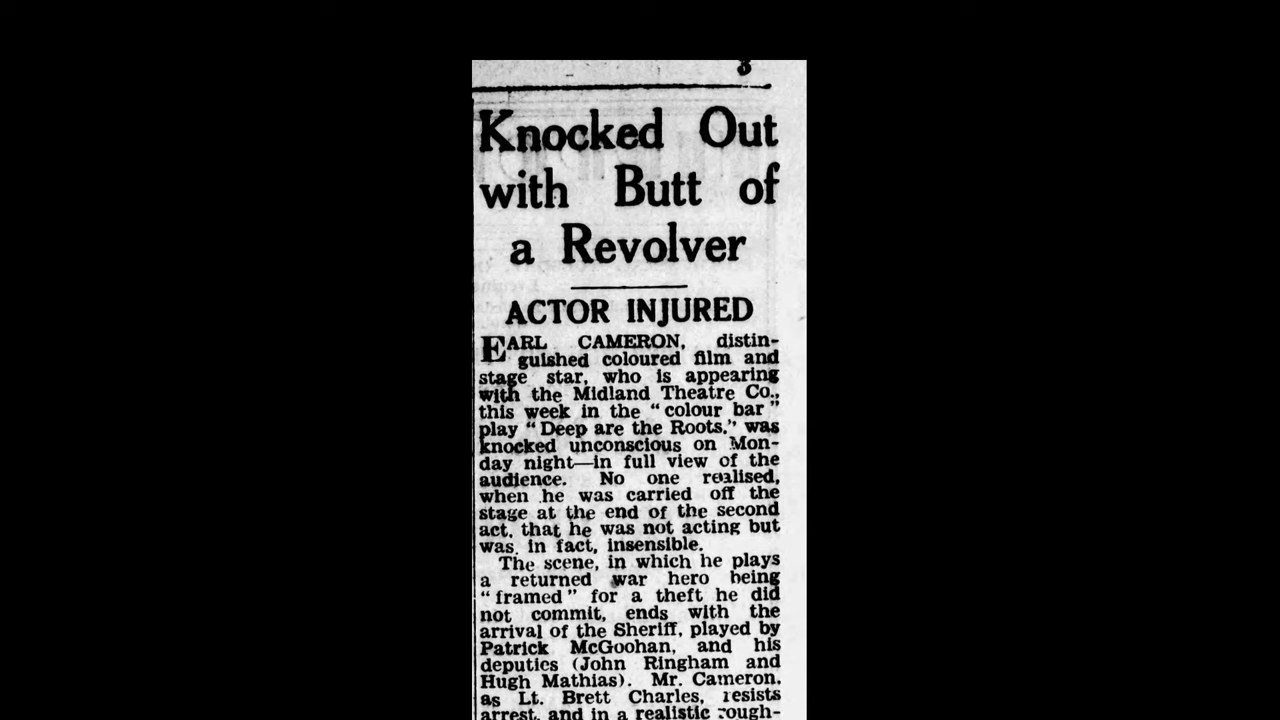 8
Knocked Out
with Butt of
a Revolver
ACTOR INJURED
EARL CAMERON, distin-
guished coloured film and
stage star, who is appearing
with the Midland Theatre Co.,
this week in the "colour bar"
play "Deep are the Roots," was
knocked unconscious on Mon-
day night—in full view of the
audience. No one realised,
when he was carried off the
stage at the end of the second
act, that he was not acting but
was, in fact, insensible.
The scene, in which he plays
a returned war hero being
"framed" for a theft he did
not commit, ends with the
arrival of the Sheriff, played by
Patrick McGoohan, and his
deputies (John Ringham and
Hugh Mathias). Mr. Cameron,
as Lt. Brett Charles, resists
arrest, and in a realistic rough-